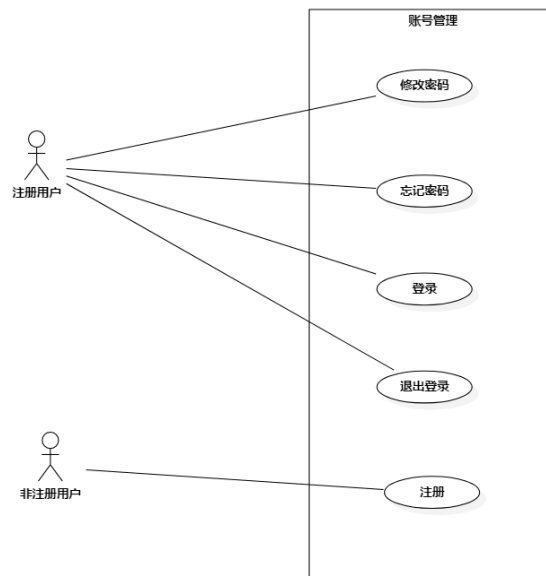 账号管理
修改密码
注册用户
忘记密码
登录
退出登录
非注册用户
注册